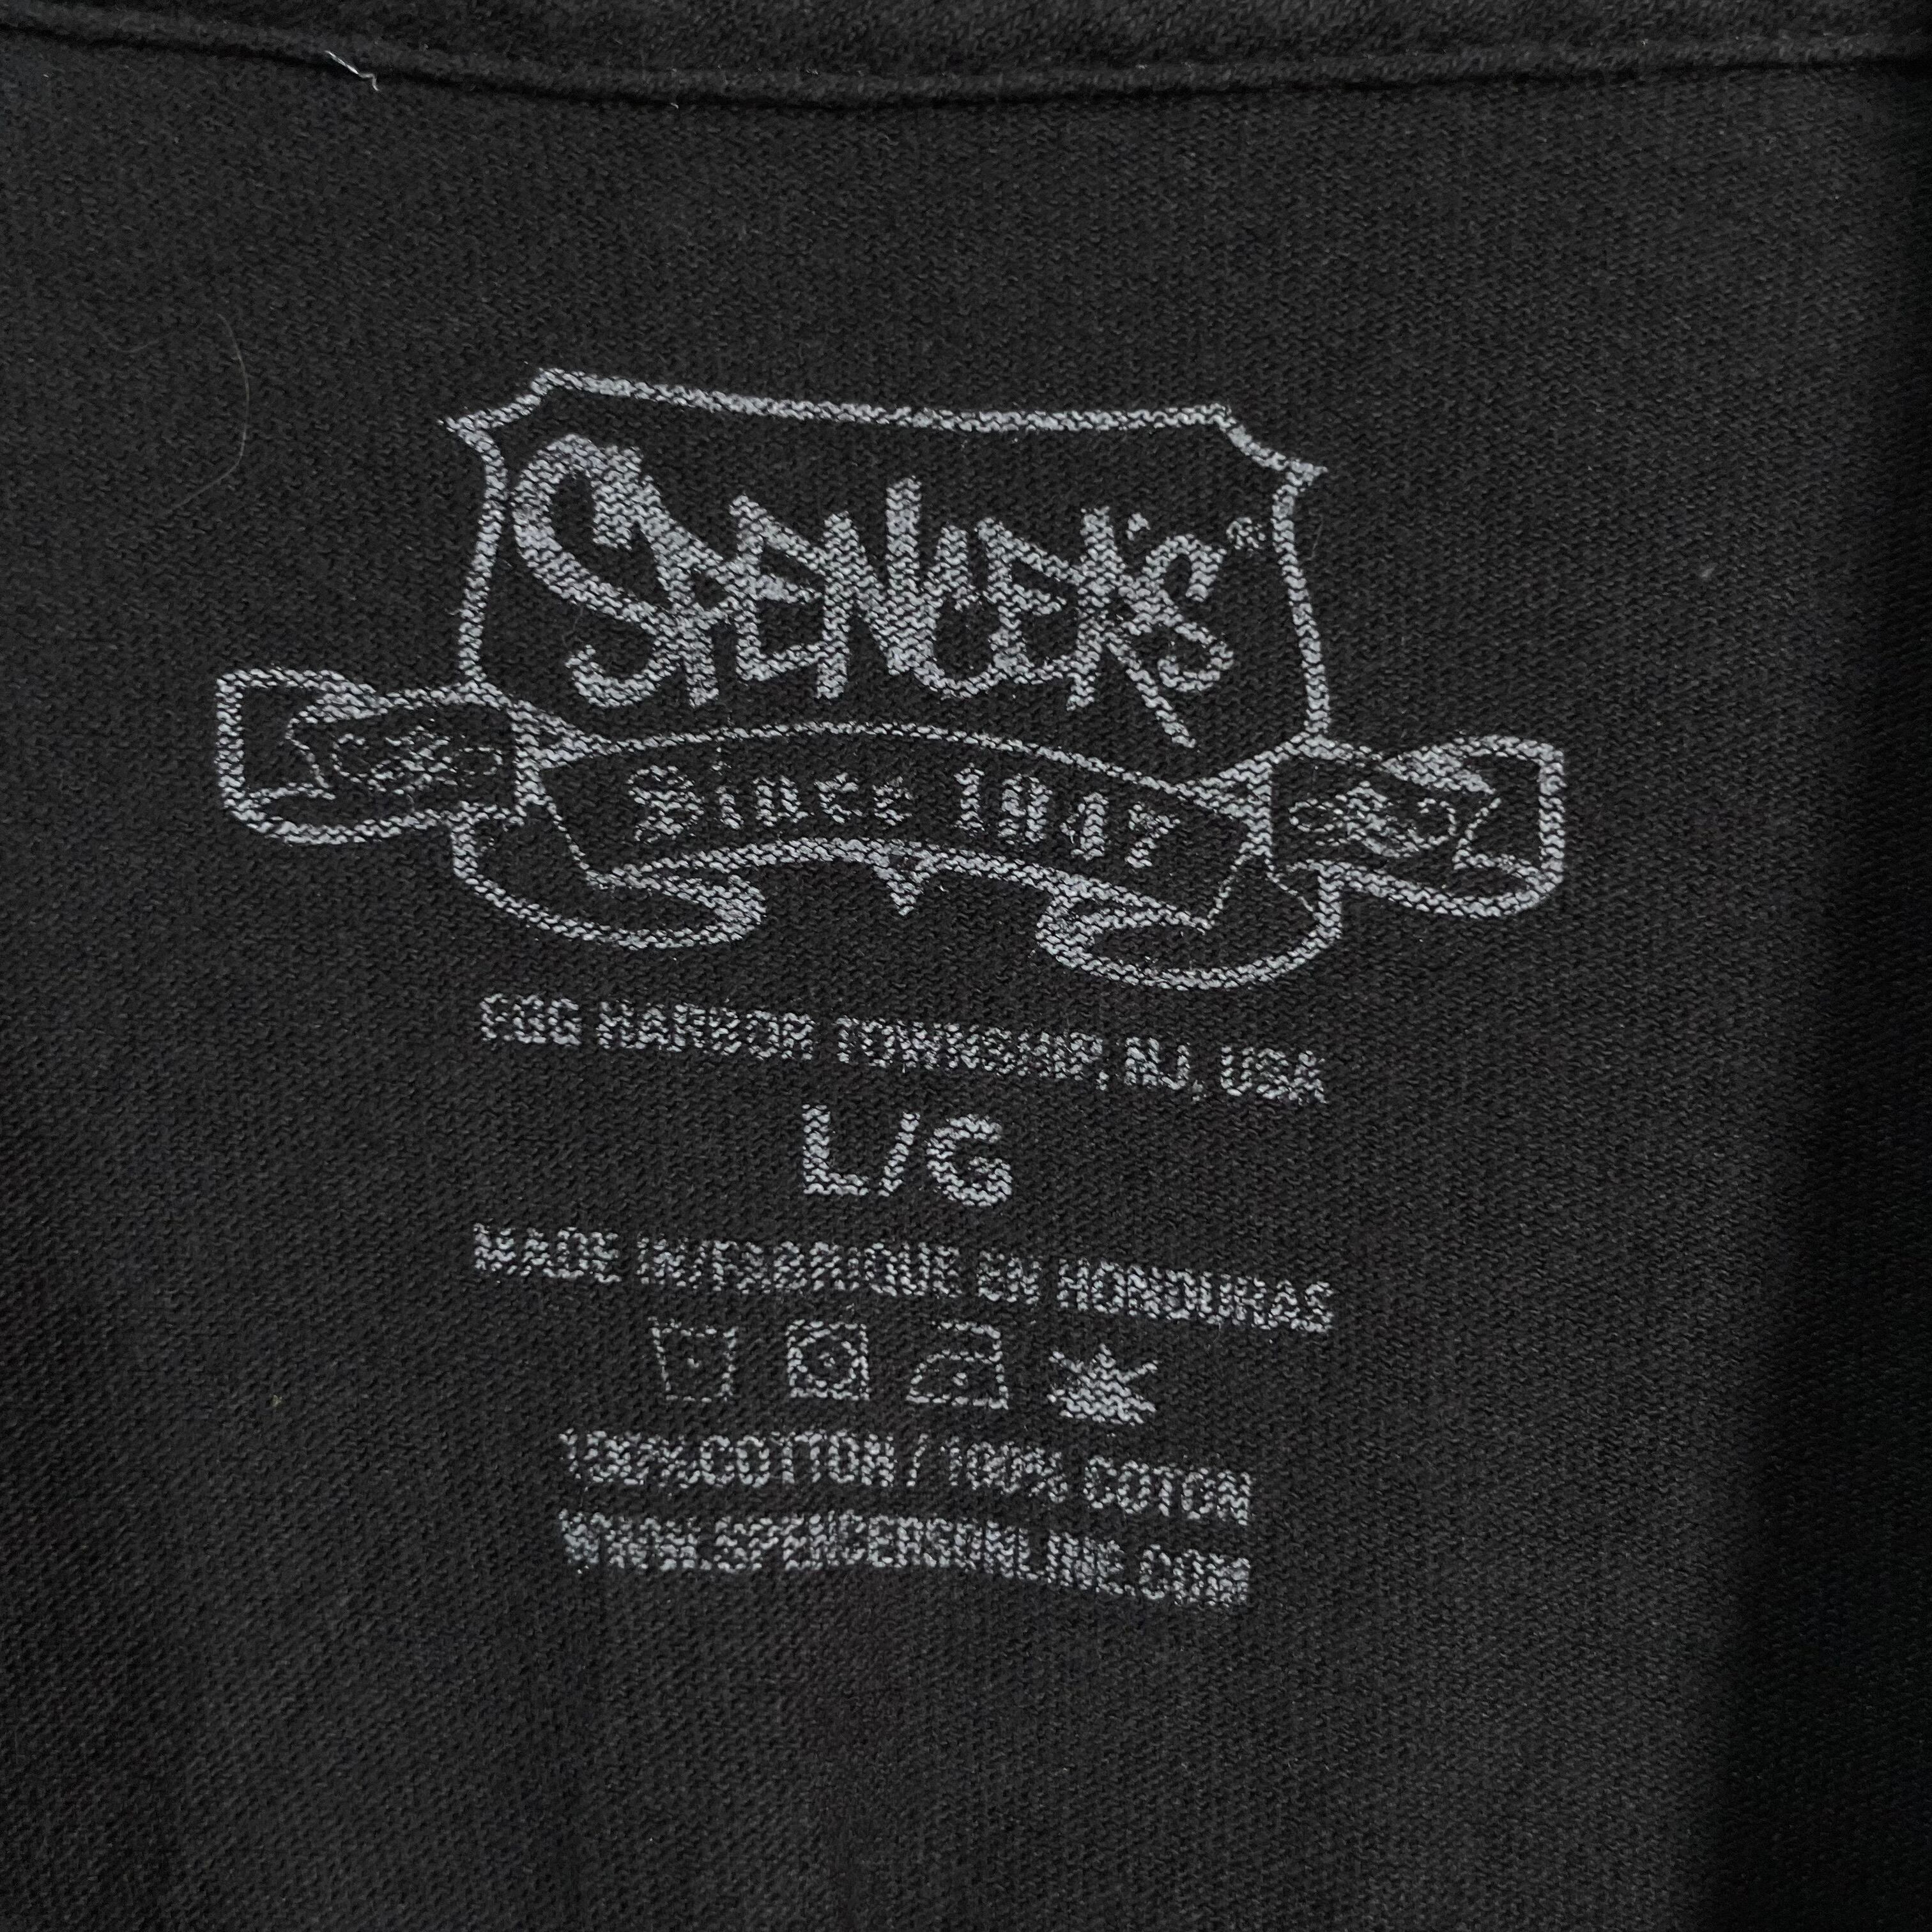 SPENCER'S®
Since 1947
EGG HARBOR TOWNSHIP, NJ, USA
L/G
MADE IN/FABRIQUE EN HONDURAS
100% COTTON / 100% COTON
WWW.SPENCERSONLINE.COM